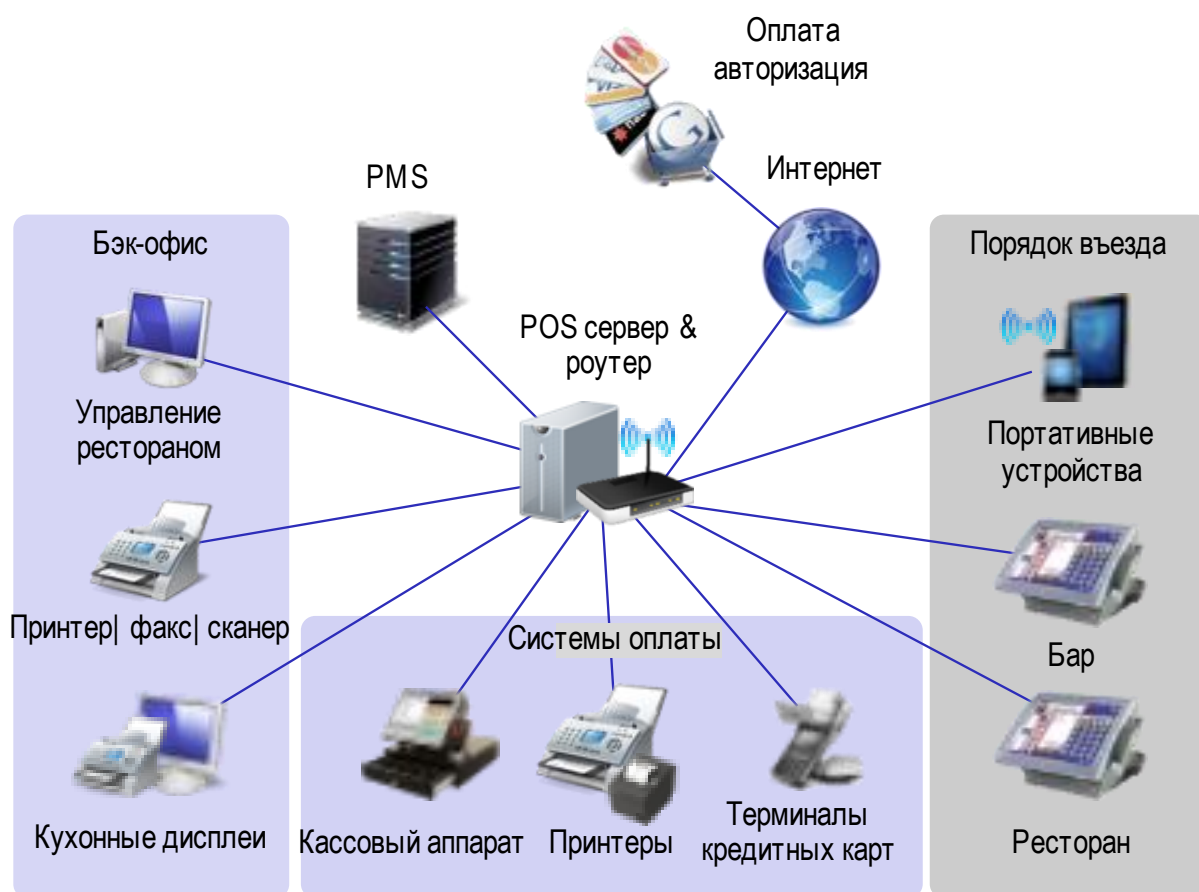 Оплата
авторизация
PMS
Интернет
Бэк-офис
Порядок въезда
POS сервер &
роутер
Управление
рестораном
Портативные
устройства
Принтер| факс| сканер
Системы оплаты
Бар
Кухонные дисплеи
Кассовый аппарат
Принтеры
Терминалы
кредитных карт
Ресторан